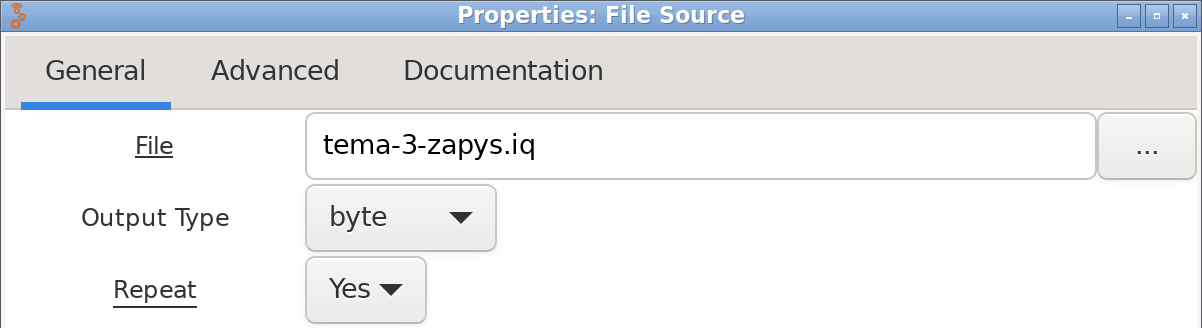 Properties: File Source
General Advanced Documentation
File tema-3-zapys.iq ...
Output Type byte
Repeat Yes